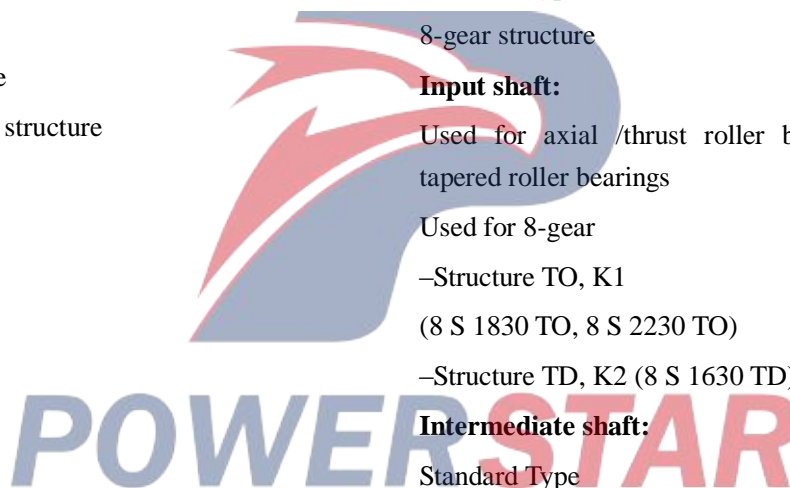 structure
8-gear structure
Input shaft:
Used for axial /thrust roller
tapered roller bearings
Used for 8-gear
–Structure TO, K1
(8 S 1830 TO, 8 S 2230 TO)
–Structure TD, K2 (8 S 1630 TD)
Intermediate shaft:
Standard Type
POWERSTAR